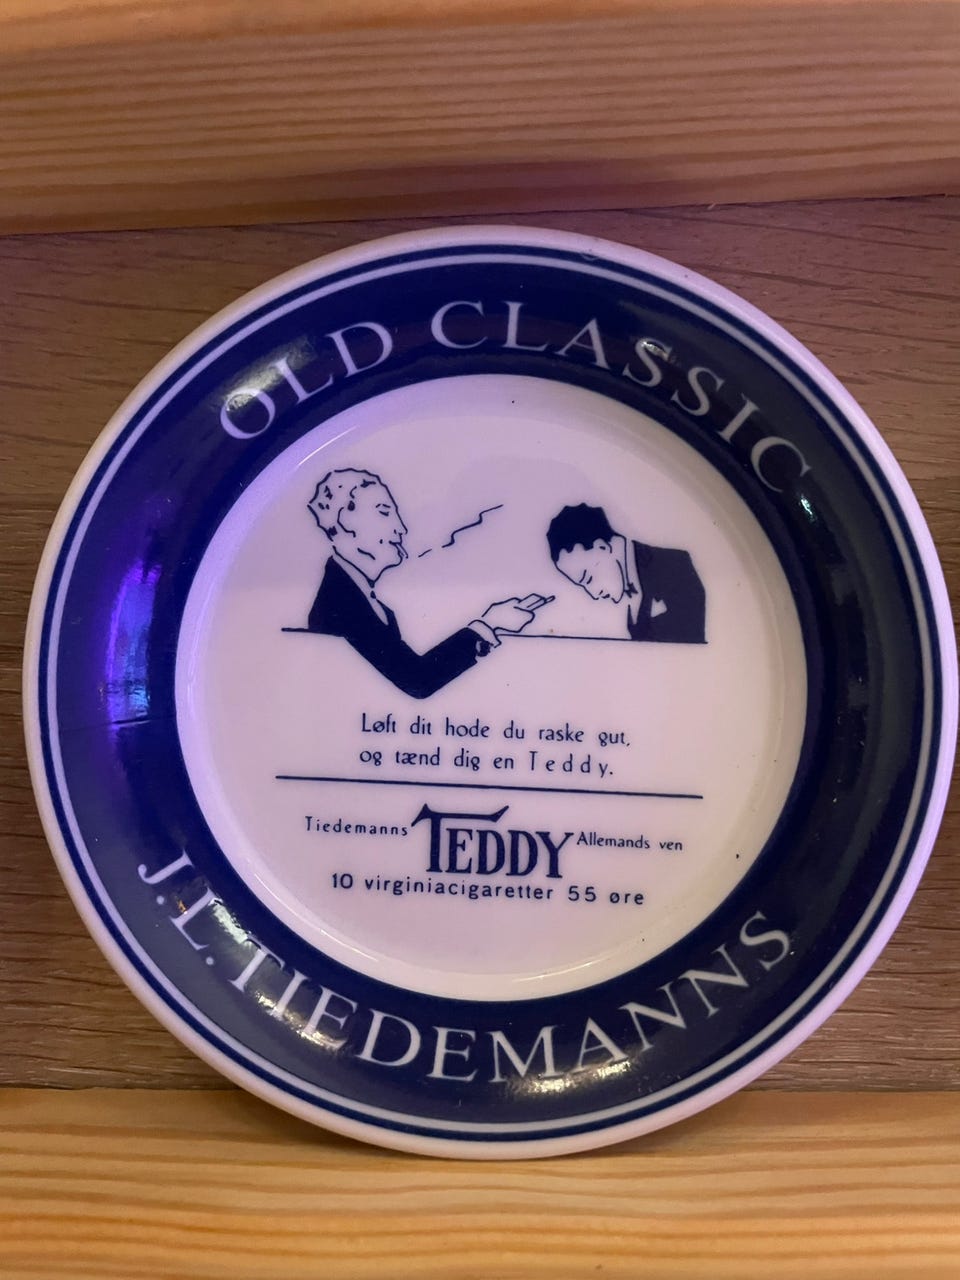 OLD CLASSIC
Løft dit hode du raske gut,
og tænd dig en Teddy.
Tiedemanns TEDDY Allemands ven
10 virginiacigaretter 55 øre
J.L. TIEDEMANNS